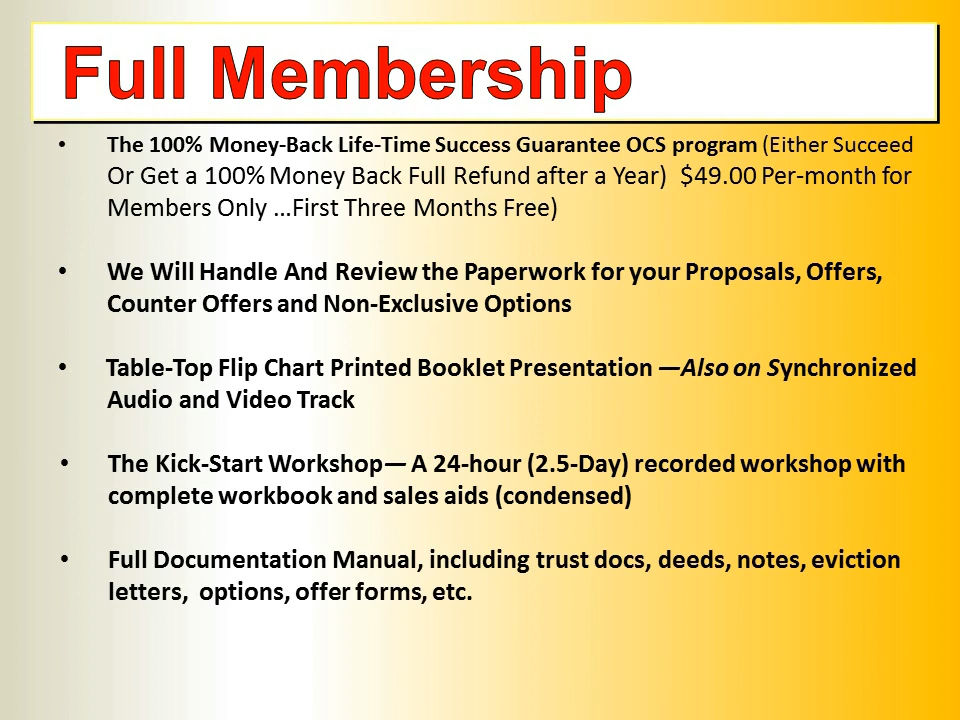 Full Membership
• The 100% Money-Back Life-Time Success Guarantee OCS program (Either Succeed
Or Get a 100% Money Back Full Refund after a Year) $49.00 Per-month for
Members Only …First Three Months Free)
• We Will Handle And Review the Paperwork for your Proposals, Offers,
Counter Offers and Non-Exclusive Options
• Table-Top Flip Chart Printed Booklet Presentation —Also on Synchronized
Audio and Video Track
• The Kick-Start Workshop— A 24-hour (2.5-Day) recorded workshop with
complete workbook and sales aids (condensed)
• Full Documentation Manual, including trust docs, deeds, notes, eviction
letters,  options, offer forms, etc.